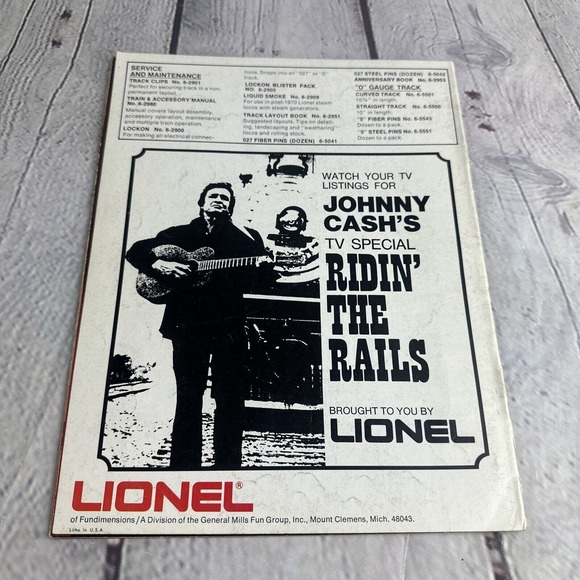 SERVICE
AND MAINTENANCE
TRACK CLIPS No. 6-2901
Perfect for securing track in a non-
permanent layout.
TRAIN & ACCESSORY MANUAL
No. 6-2980
Manual covers layout assembly,
accessory operation, maintenance
and multiple train operation.
LOCKON No. 6-2900
For making all electrical connec-
tions. Snaps into an "027" or "0"
track.
LOCKON BLISTER PACK
NO. 6-2905
LIQUID SMOKE No. 6-2909
For use in post-1970 Lionel steam
locos with steam generators.
TRACK LAYOUT BOOK No. 6-2951
Suggested layouts. Tips on detail-
ing, landscaping and "weathering"
locos and rolling stock.
027 FIBER PINS (DOZEN) 6-5041
027 STEEL PINS (DOZEN) 6-5049
ANNIVERSARY BOOK No. 6-2953
"O" GAUGE TRACK
CURVED TRACK No. 6-5501
in length.
STRAIGHT TRACK No. 6-5500
10" in length.
"O" FIBER PINS No. 6-5543
Dozen to a pack.
"O" STEEL PINS No. 6-5551
Dozen to a pack.
WATCH YOUR TV
LISTINGS FOR
JOHNNY
CASH'S
TV SPECIAL
RIDIN'
THE
RAILS
BROUGHT TO YOU BY
LIONEL
LIONEL®
of Fundimensions/A Division of the General Mills Fun Group, Inc., Mount Clemens, Mich. 48043.
Litho in U.S.A.